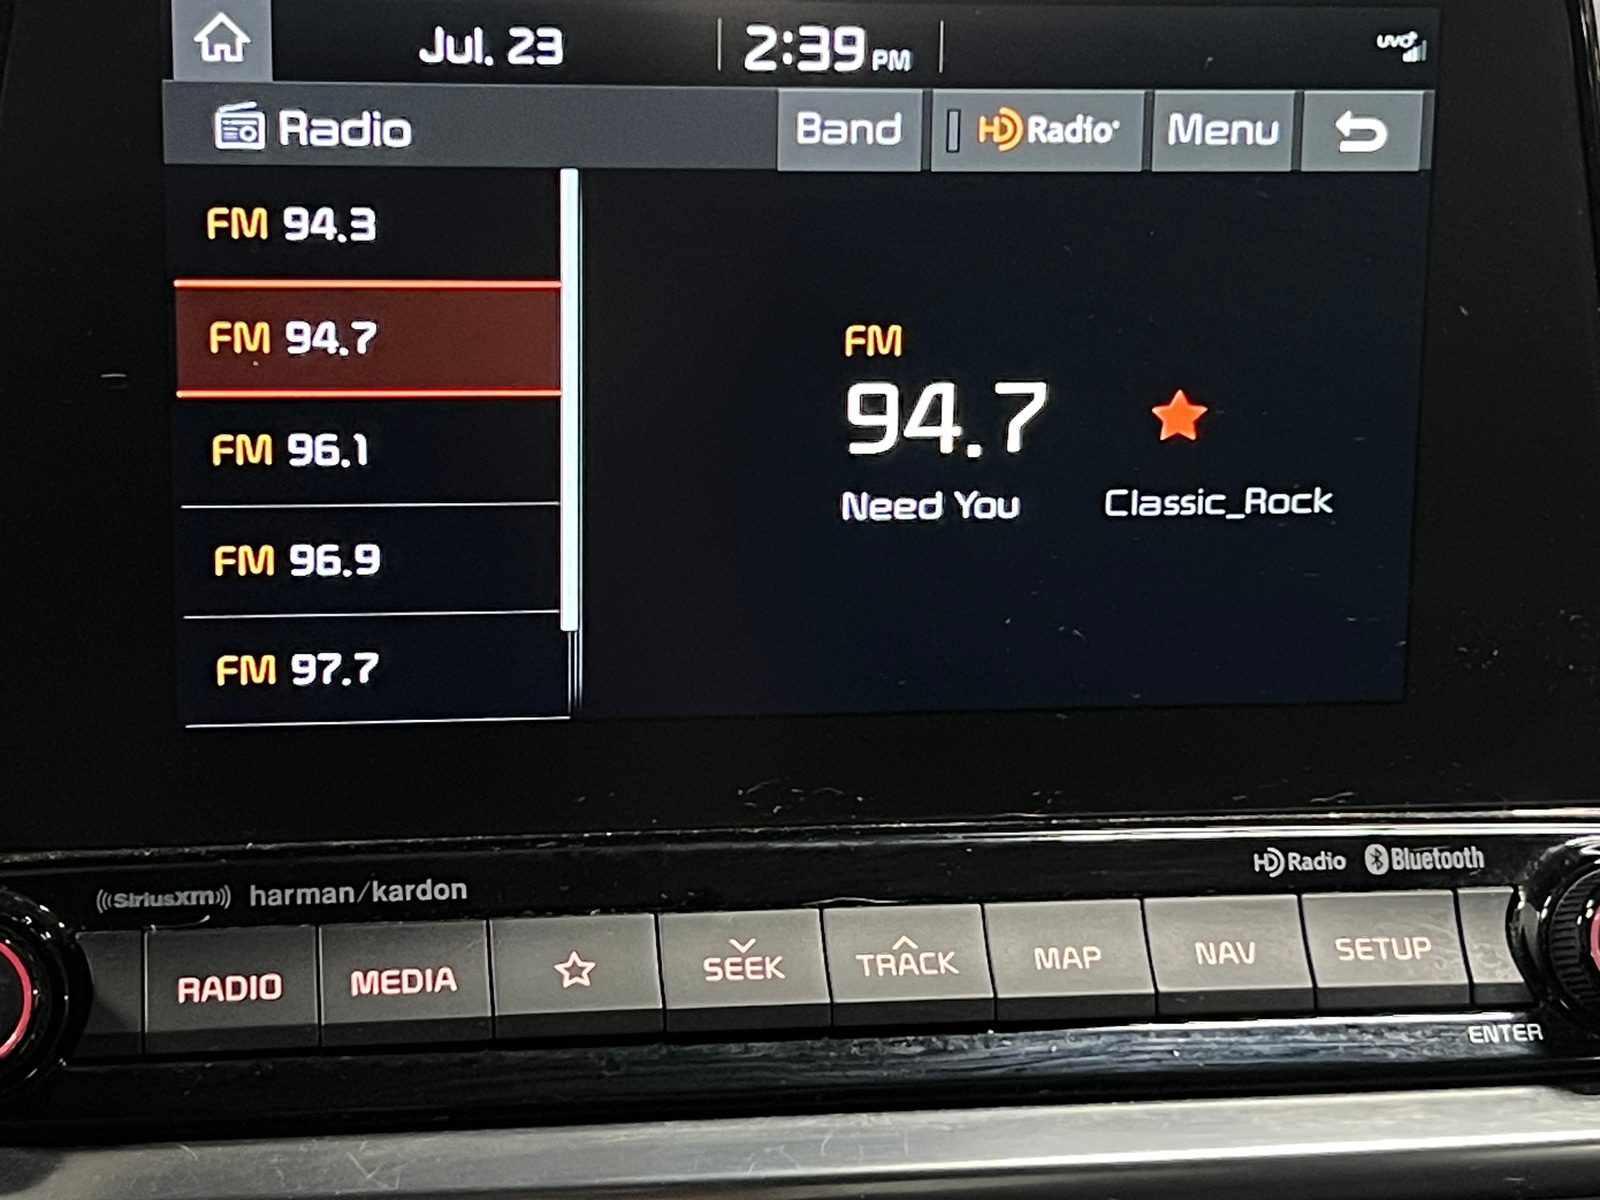 Jul. 23 2:39 PM UVO
Radio Band HD Radio Menu
FM 94.3
FM 94.7
FM 96.1
FM 96.9
FM 97.7
FM
94.7
Need You Classic_Rock
HD Radio Bluetooth
((SiriusXM)) harman/kardon
RADIO MEDIA SEEK TRACK MAP NAV SETUP
ENTER